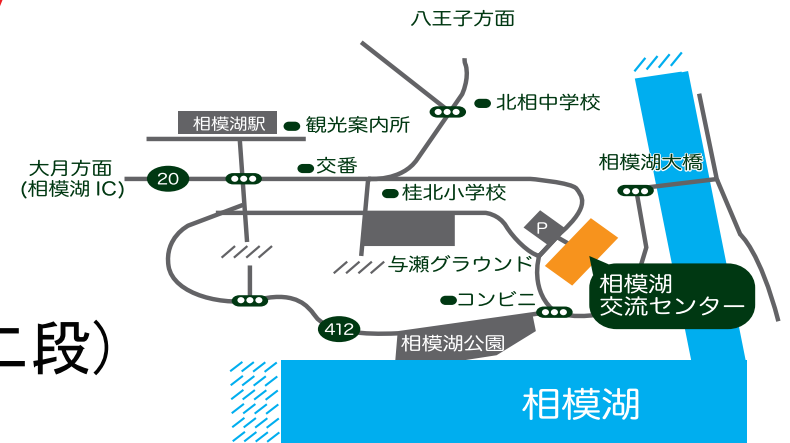 八王子方面
北相中学校
相模湖駅
観光案内所
交番
相模湖大橋
大月方面
(相模湖 IC)
20
桂北小学校
P
与瀬グラウンド
相模湖
交流センター
コンビニ
412
相模湖公園
二段）
相模湖